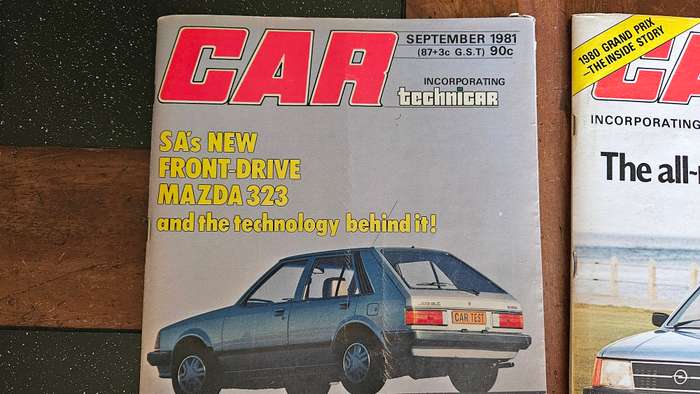 CAR
SEPTEMBER 1981
(87+3c G.S.T) 90c
INCORPORATING
technicar
SA's NEW
FRONT-DRIVE
MAZDA 323
and the technology behind it!
CAR TEST
1980 GRAND PRIX
—THE INSIDE STORY
INCORPORATING
The all-